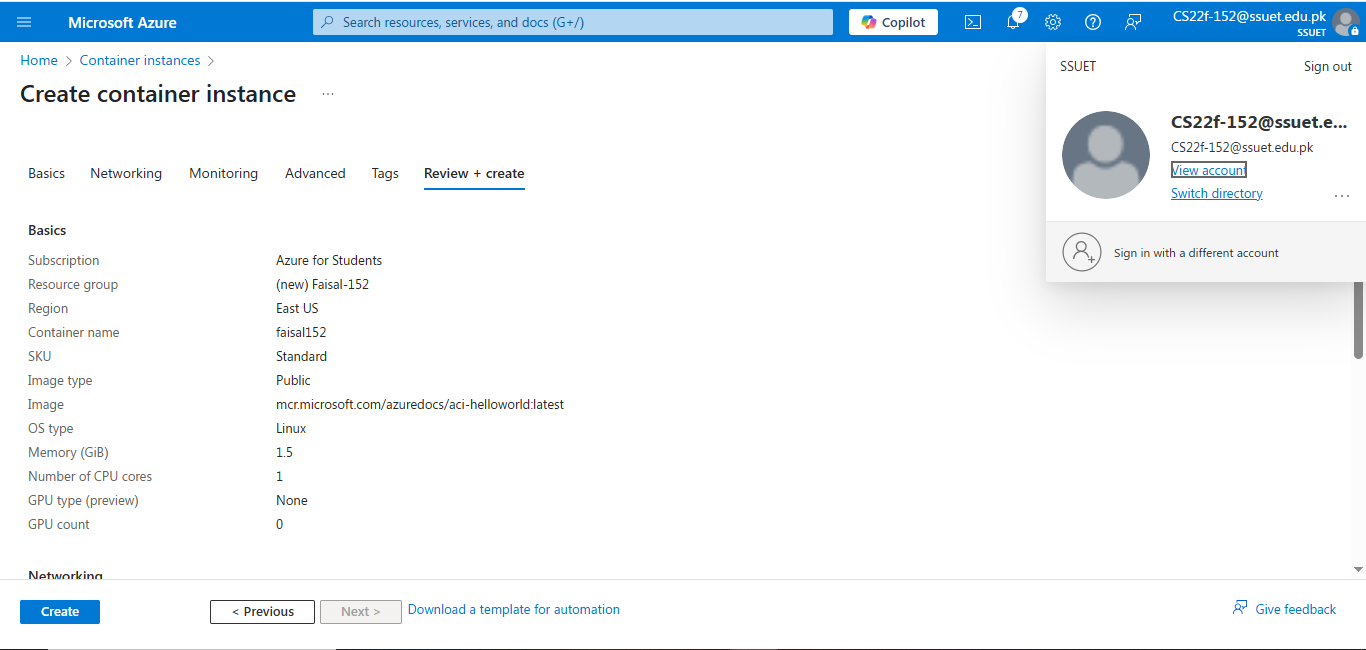 Microsoft Azure
Search resources, services, and docs (G+/)
Copilot
7
CS22f-152@ssuet.edu.pk
SSUET
Home > Container instances >
Create container instance ...
SSUET Sign out
CS22f-152@ssuet.e...
CS22f-152@ssuet.edu.pk
View account
Switch directory ...
Sign in with a different account
Basics Networking Monitoring Advanced Tags Review + create
Basics
Subscription Azure for Students
Resource group (new) Faisal-152
Region East US
Container name faisal152
SKU Standard
Image type Public
Image mcr.microsoft.com/azuredocs/aci-helloworld:latest
OS type Linux
Memory (GiB) 1.5
Number of CPU cores 1
GPU type (preview) None
GPU count 0
Networking
Create < Previous Next > Download a template for automation Give feedback